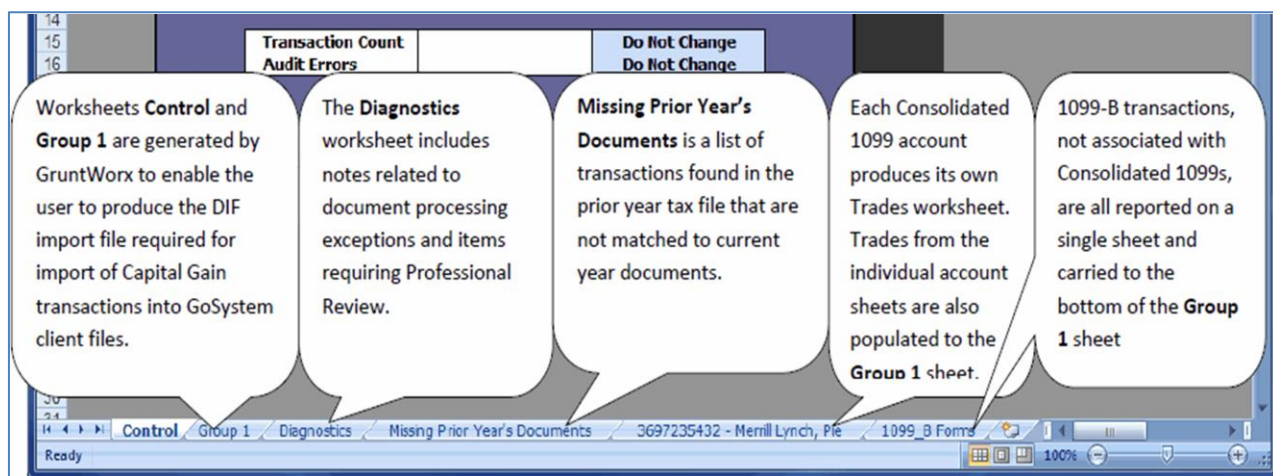 14
15
Transaction Count
Do Not Change
16
Audit Errors
Do Not Change
Worksheets Control and
Group 1 are generated by
GruntWorx to enable the
user to produce the DIF
import file required for
import of Capital Gain
transactions into GoSystem
client files.
The Diagnostics
worksheet includes
notes related to
document processing
exceptions and items
requiring Professional
Review.
Missing Prior Year's
Documents is a list of
transactions found in the
prior year tax file that are
not matched to current
year documents.
Each Consolidated
1099 account
produces its own
Trades worksheet.
Trades from the
individual account
sheets are also
populated to the
Group 1 sheet.
1099-B transactions,
not associated with
Consolidated 1099s,
are all reported on a
single sheet and
carried to the
bottom of the Group
1 sheet
Control
Group 1
Diagnostics
Missing Prior Year's Documents
3697235432 - Merrill Lynch, Pie
1099_B Forms
Ready
100%